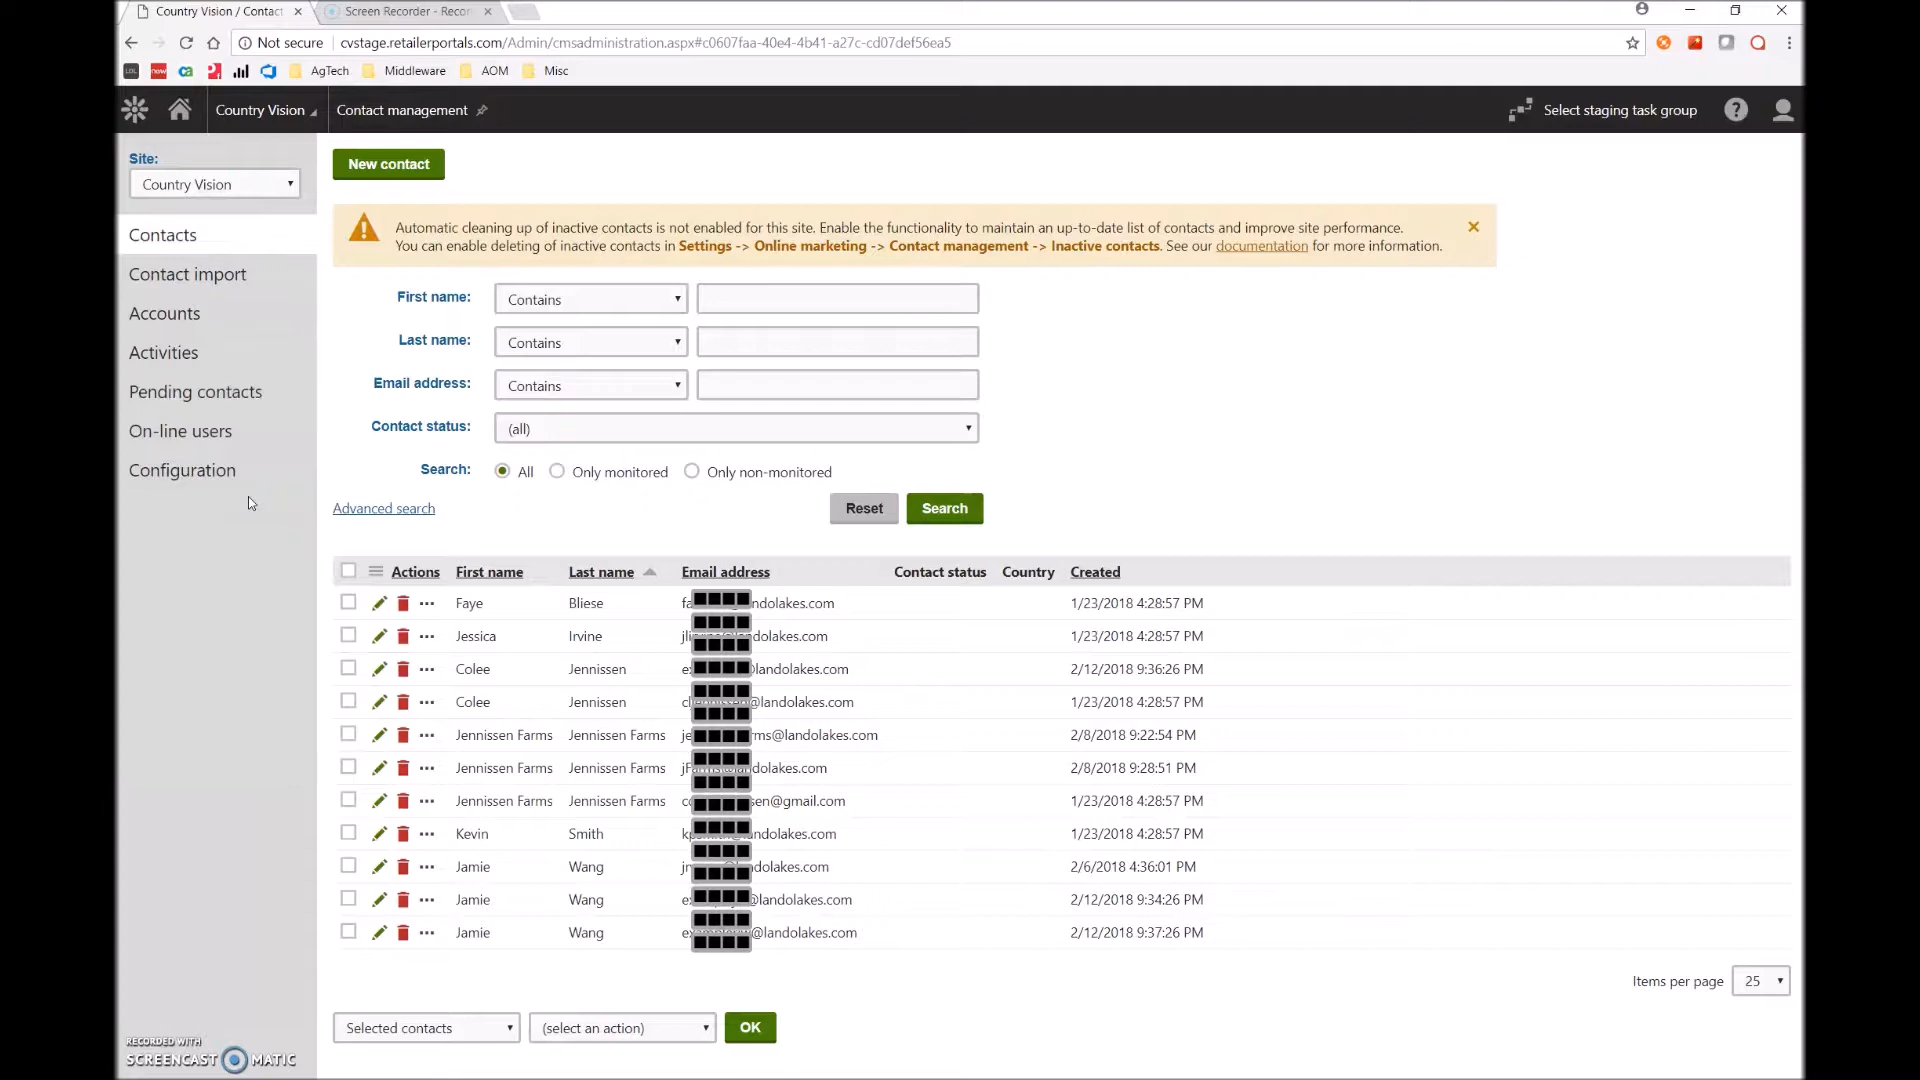 Country Vision / Contact
Screen Recorder - Recor
Not secure
cvstage.retailerportals.com/Admin/cmsadministration.aspx#c0607faa-40e4-4b41-a27c-cd07def56ea5
AgTech Middleware AOM Misc
Country Vision Contact management Select staging task group ?
Site:
Country Vision
Contacts
Contact import
Accounts
Activities
Pending contacts
On-line users
Configuration
New contact
Automatic cleaning up of inactive contacts is not enabled for this site. Enable the functionality to maintain an up-to-date list of contacts and improve site performance.
You can enable deleting of inactive contacts in Settings -> Online marketing -> Contact management -> Inactive contacts. See our documentation for more information.
First name: Contains
Last name: Contains
Email address: Contains
Contact status: (all)
Search: All Only monitored Only non-monitored
Advanced search Reset Search
Actions First name Last name Email address Contact status Country Created
Faye Bliese fa ndolakes.com 1/23/2018 4:28:57 PM
Jessica Irvine dolakes.com 1/23/2018 4:28:57 PM
Colee Jennissen landolakes.com 2/12/2018 9:36:26 PM
Colee Jennissen @landolakes.com 1/23/2018 4:28:57 PM
Jennissen Farms Jennissen Farms je rms@landolakes.com 2/8/2018 9:22:54 PM
Jennissen Farms Jennissen Farms dolakes.com 2/8/2018 9:28:51 PM
Jennissen Farms Jennissen Farms sen@gmail.com 1/23/2018 4:28:57 PM
Kevin Smith ndolakes.com 1/23/2018 4:28:57 PM
Jamie Wang dolakes.com 2/6/2018 4:36:01 PM
Jamie Wang @landolakes.com 2/12/2018 9:34:26 PM
Jamie Wang @landolakes.com 2/12/2018 9:37:26 PM
Items per page 25
Selected contacts (select an action) OK
RECORDED WITH
SCREENCAST MATIC